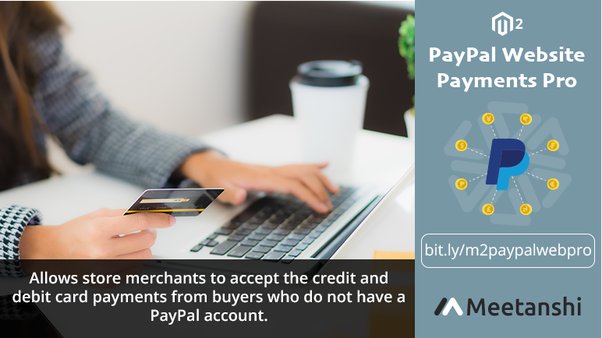 2
PayPal Website
Payments Pro
bit.ly/m2paypalwebpro
Meetanshi
Allows store merchants to accept the credit and
debit card payments from buyers who do not have a
PayPal account.